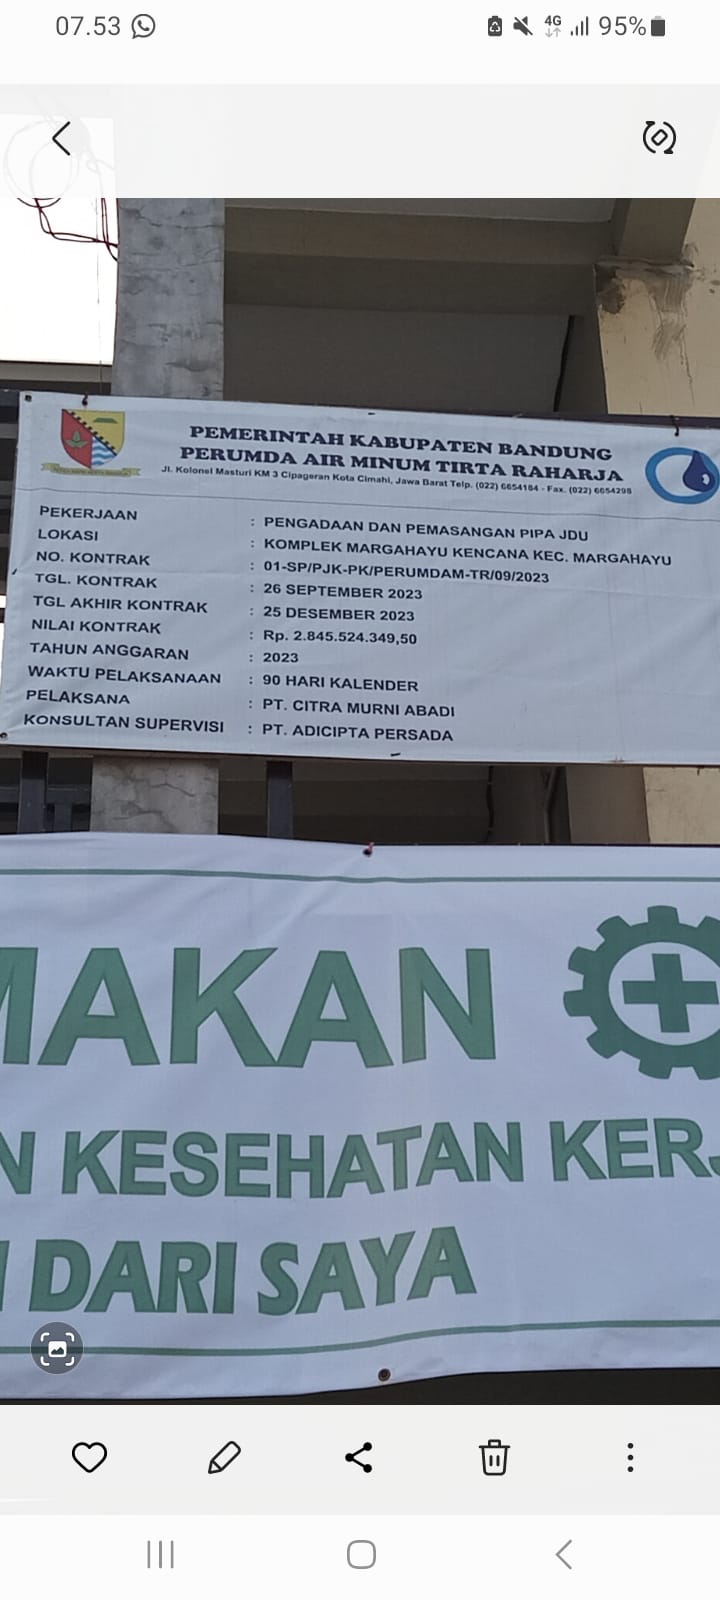 07.53
4G
95%
PEMERINTAH KABUPATEN BANDUNG
PERUMDA AIR MINUM TIRTA RAHARJA
Jl. Kolonel Masturi KM 3 Cipageran Kota Cimahi, Jawa Barat Telp. (022) 6654184 - Fax. (022) 6654298
PEKERJAAN : PENGADAAN DAN PEMASANGAN PIPA JDU
LOKASI : KOMPLEK MARGAHAYU KENCANA KEC. MARGAHAYU
NO. KONTRAK : 01-SP/PJK-PK/PERUMDAM-TR/09/2023
TGL. KONTRAK : 26 SEPTEMBER 2023
TGL AKHIR KONTRAK : 25 DESEMBER 2023
NILAI KONTRAK : Rp. 2.845.524.349,50
TAHUN ANGGARAN : 2023
WAKTU PELAKSANAAN : 90 HARI KALENDER
PELAKSANA : PT. CITRA MURNI ABADI
KONSULTAN SUPERVISI : PT. ADICIPTA PERSADA
MAKAN
N KESEHATAN KERJ
DARI SAYA